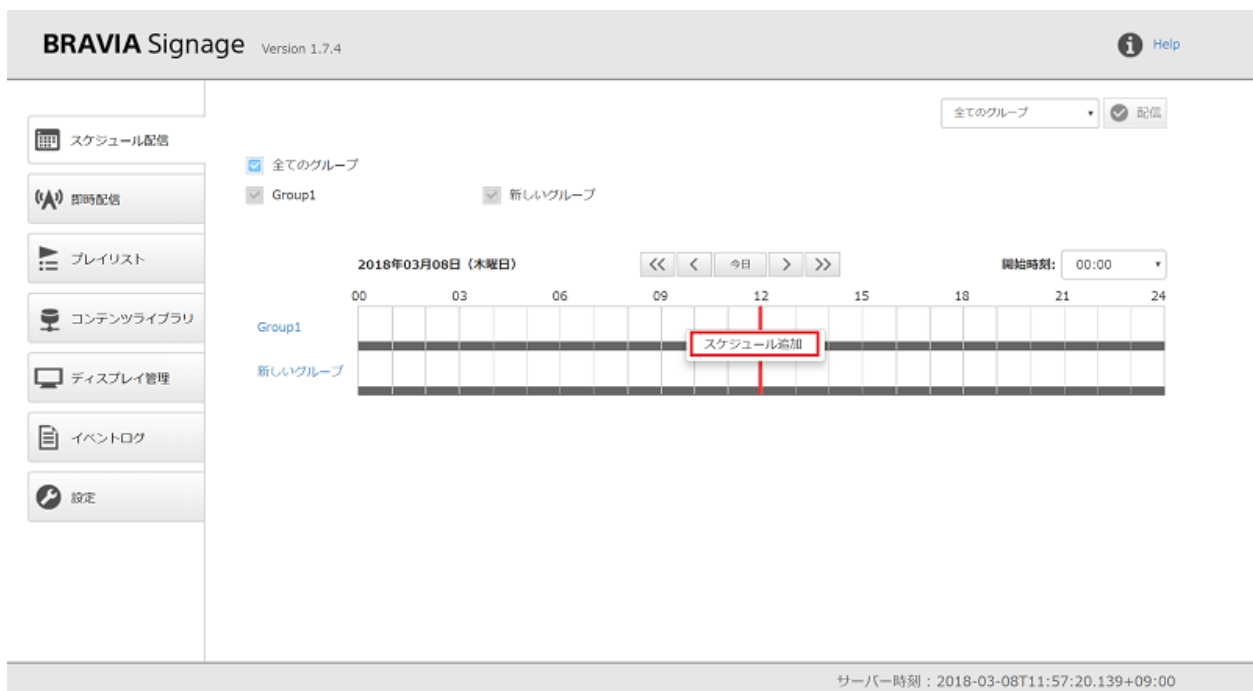 BRAVIA Signage Version 1.7.4
Help
全てのグループ
配信
スケジュール配信
全てのグループ
即時配信
Group1
新しいグループ
プレイリスト
2018年03月08日（木曜日）
今日
開始時刻:
00:00
00 03 06 09 12 15 18 21 24
コンテンツライブラリ
Group1
スケジュール追加
ディスプレイ管理
新しいグループ
イベントログ
設定
サーバー時刻 : 2018-03-08T11:57:20.139+09:00